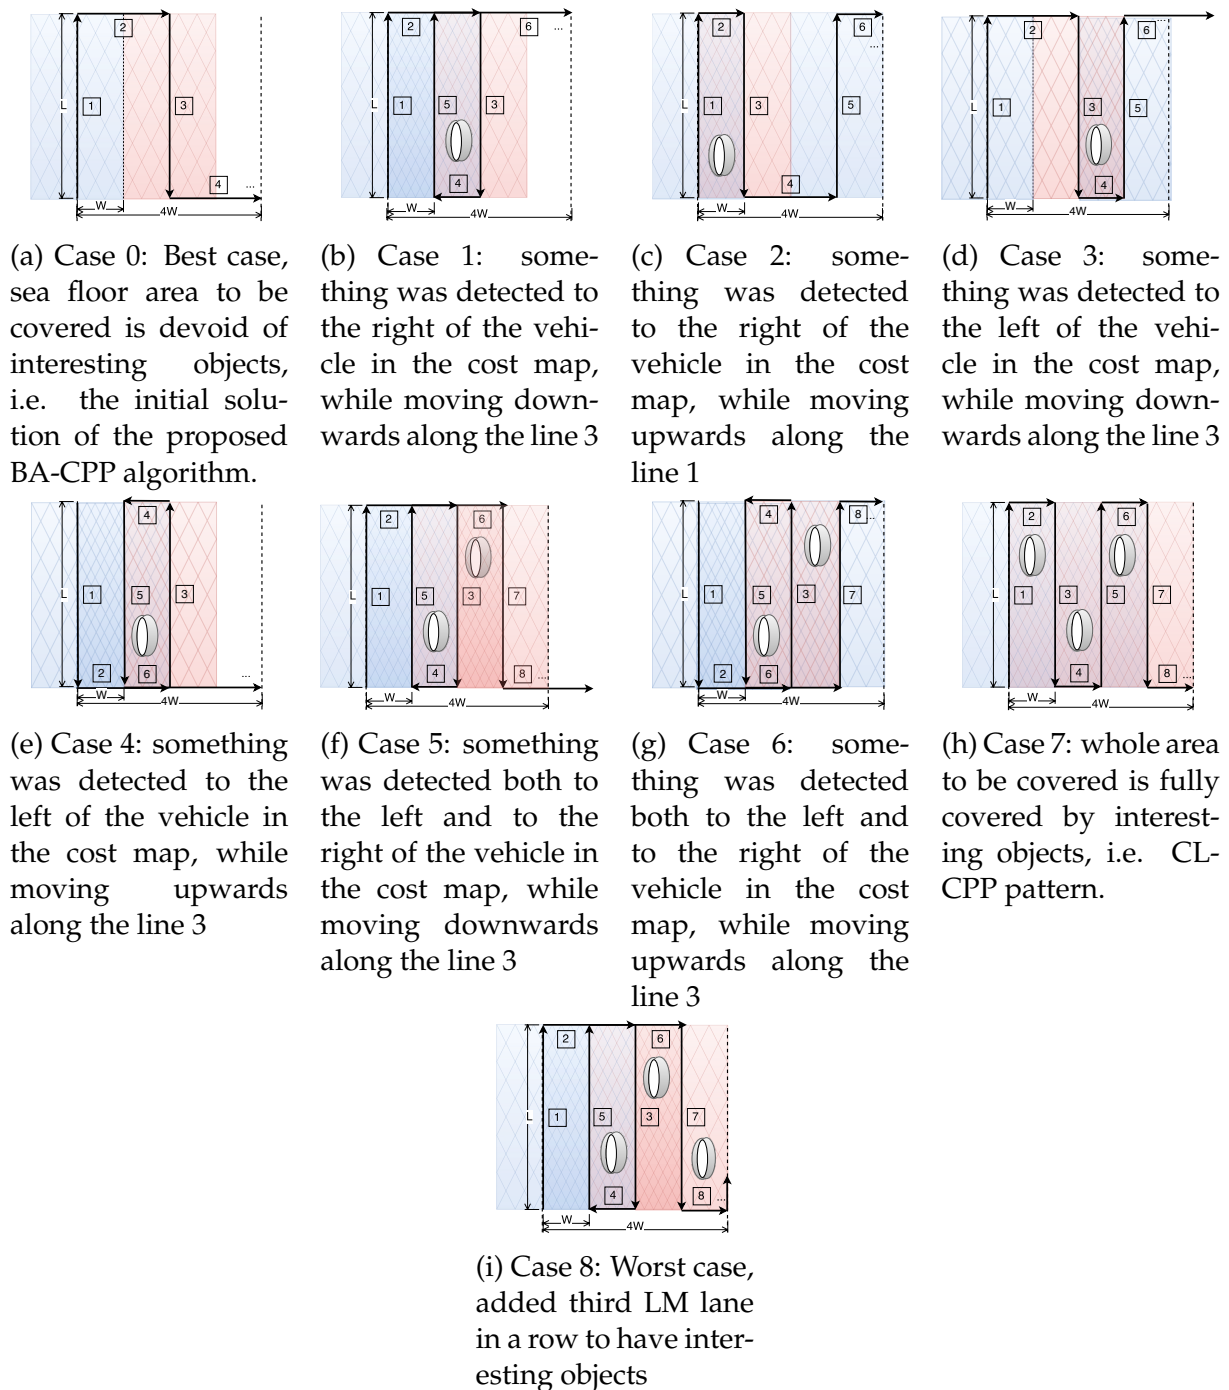 L
1
2
3
4
...
W
4W
(a) Case 0: Best case,
sea floor area to be
covered is devoid of
interesting objects,
i.e. the initial solu-
tion of the proposed
BA-CPP algorithm.
L
2
6
...
1
5
3
4
W
4W
(b) Case 1: some-
thing was detected to
the right of the vehi-
cle in the cost map,
while moving down-
wards along the line 3
L
2
6
...
1
3
5
4
W
4W
(c) Case 2: some-
thing was detected
to the right of the
vehicle in the cost
map, while moving
upwards along the
line 1
L
2
6
...
1
3
5
4
W
4W
(d) Case 3: some-
thing was detected to
the left of the vehi-
cle in the cost map,
while moving down-
wards along the line 3
L
4
1
5
3
2
6
...
W
4W
(e) Case 4: something
was detected to the
left of the vehicle in
the cost map, while
moving upwards
along the line 3
L
2
6
1
5
3
7
4
8
...
W
4W
(f) Case 5: something
was detected both to
the left and to the
right of the vehicle in
the cost map, while
moving downwards
along the line 3
L
4
8
..
1
5
3
7
2
6
W
4W
(g) Case 6: some-
thing was detected
both to the left and
to the right of the
vehicle in the cost
map, while moving
upwards along the
line 3
L
2
6
1
3
5
7
4
8
...
W
4W
(h) Case 7: whole area
to be covered is fully
covered by interest-
ing objects, i.e. CL-
CPP pattern.
L
2
6
1
5
3
7
4
8
...
W
4W
(i) Case 8: Worst case,
added third LM lane
in a row to have inter-
esting objects